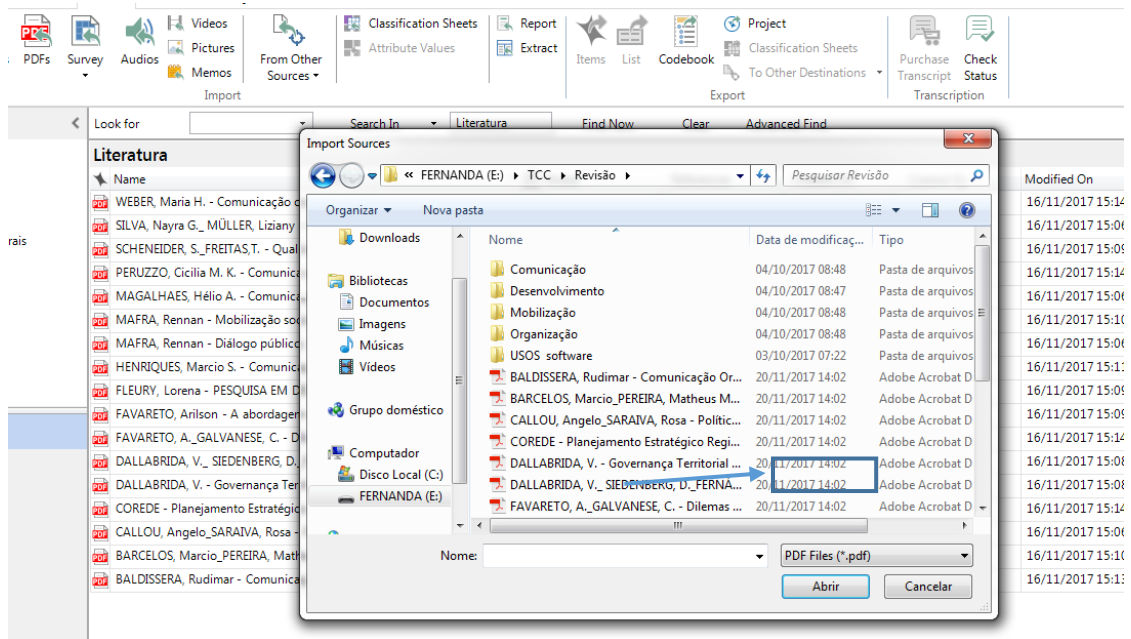 Videos
Classification Sheets
Report
Project
PDFs
Survey
Audios
Pictures
From Other Sources
Attribute Values
Extract
Items
List
Codebook
Classification Sheets
Purchase Transcript
Check Status
Memos
To Other Destinations
Import
Export
Transcription
Look for
Search In
Literatura
Find Now
Clear
Advanced Find
Literatura
Name
Modified On
WEBER, Maria H. - Comunicação
16/11/2017 15:14
SILVA, Nayra G._ MÜLLER, Liziany
16/11/2017 15:06
rais
SCHENEIDER, S._FREITAS,T. - Qual
16/11/2017 15:09
PERUZZO, Cicilia M. K. - Comunica
16/11/2017 15:14
MAGALHAES, Hélio A. - Comunica
16/11/2017 15:06
MAFRA, Rennan - Mobilização soc
16/11/2017 15:10
MAFRA, Rennan - Diálogo público
16/11/2017 15:06
HENRIQUES, Marcio S. - Comunica
16/11/2017 15:11
FLEURY, Lorena - PESQUISA EM D
16/11/2017 15:09
FAVARETO, Arilson - A abordagem
16/11/2017 15:09
FAVARETO, A._GALVANESE, C. - D
16/11/2017 15:14
DALLABRIDA, V._ SIEDENBERG, D.
16/11/2017 15:08
DALLABRIDA, V. - Governança Ter
16/11/2017 15:08
COREDE - Planejamento Estratégic
16/11/2017 15:14
CALLOU, Angelo_SARAIVA, Rosa -
16/11/2017 15:06
BARCELOS, Marcio_PEREIRA, Math
16/11/2017 15:10
BALDISSERA, Rudimar - Comunica
16/11/2017 15:13
Import Sources
« FERNANDA (E:) TCC Revisão
Pesquisar Revisão
Organizar
Nova pasta
Downloads
Bibliotecas
Documentos
Imagens
Músicas
Vídeos
Grupo doméstico
Computador
Disco Local (C:)
FERNANDA (E:)
Nome
Data de modificaç...
Tipo
Comunicação 04/10/2017 08:48 Pasta de arquivos
Desenvolvimento 04/10/2017 08:47 Pasta de arquivos
Mobilização 04/10/2017 08:48 Pasta de arquivos
Organização 04/10/2017 08:48 Pasta de arquivos
USOS software 03/10/2017 07:22 Pasta de arquivos
BALDISSERA, Rudimar - Comunicação Or... 20/11/2017 14:02 Adobe Acrobat D
BARCELOS, Marcio_PEREIRA, Matheus M... 20/11/2017 14:02 Adobe Acrobat D
CALLOU, Angelo_SARAIVA, Rosa - Polític... 20/11/2017 14:02 Adobe Acrobat D
COREDE - Planejamento Estratégico Regi... 20/11/2017 14:02 Adobe Acrobat D
DALLABRIDA, V. - Governança Territorial ... 20/11/2017 14:02 Adobe Acrobat D
DALLABRIDA, V._ SIEDENBERG, D._FERNA... 20/11/2017 14:02 Adobe Acrobat D
FAVARETO, A._GALVANESE, C. - Dilemas ... 20/11/2017 14:02 Adobe Acrobat D
Nome:
PDF Files (*.pdf)
Abrir
Cancelar